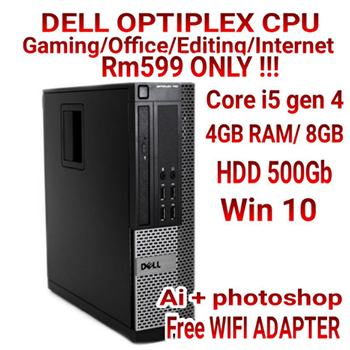 DELL OPTIPLEX CPU
Gaming/Office/Editing/Internet
Rm599 ONLY !!!
Core i5 gen 4
4GB RAM/ 8GB
HDD 500Gb
Win 10
DELL
Ai + photoshop
Free WIFI ADAPTER